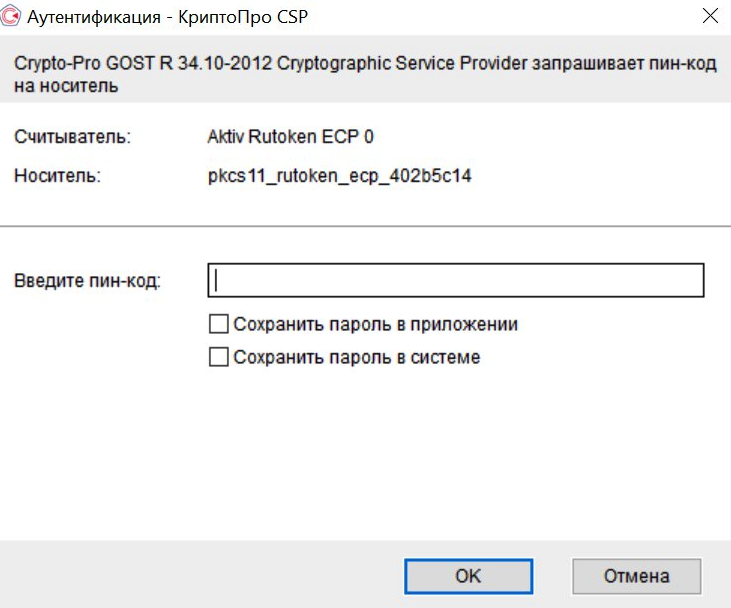 Аутентификация - КриптоПро CSP
Crypto-Pro GOST R 34.10-2012 Cryptographic Service Provider запрашивает пин-код
на носитель
Считыватель: Aktiv Rutoken ECP 0
Носитель: pkcs11_rutoken_ecp_402b5c14
Введите пин-код:
Сохранить пароль в приложении
Сохранить пароль в системе
OK Отмена